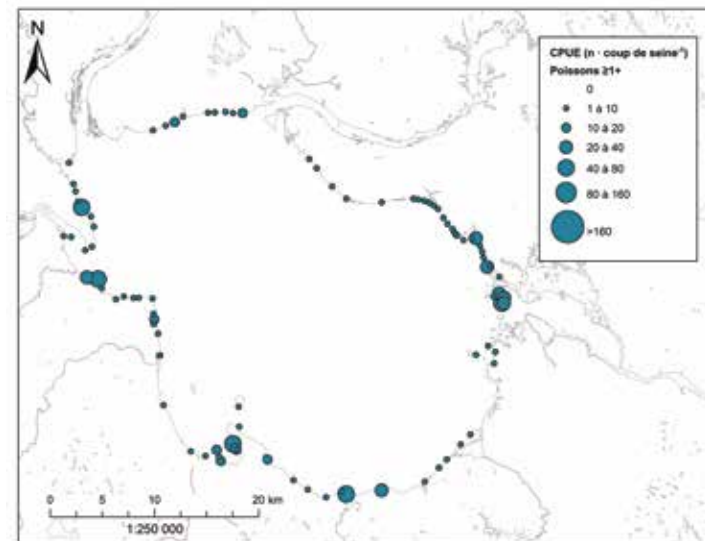 N
CPUE (n · coup de seine⁻¹)
Poissons ≥1+
0
1 à 10
10 à 20
20 à 40
40 à 80
80 à 160
>160
0 5 10 20 km
1:250 000